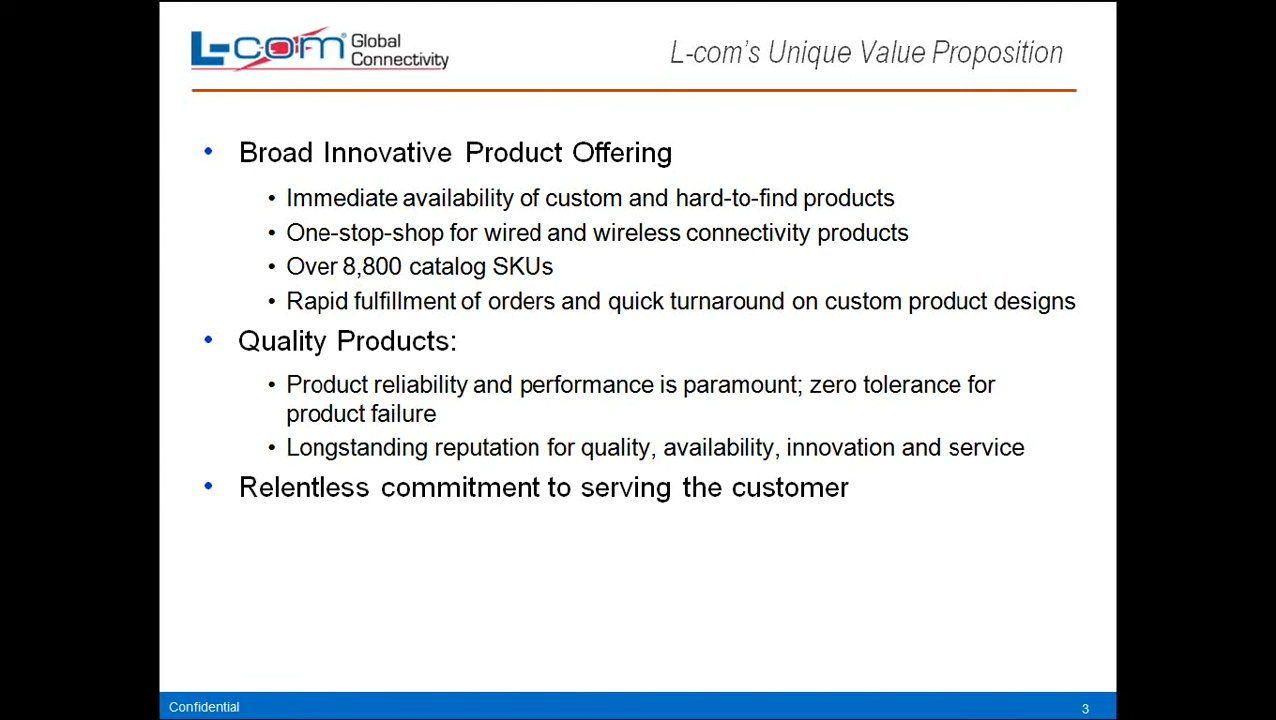 L-com® Global
Connectivity
L-com's Unique Value Proposition
• Broad Innovative Product Offering
• Immediate availability of custom and hard-to-find products
• One-stop-shop for wired and wireless connectivity products
• Over 8,800 catalog SKUs
• Rapid fulfillment of orders and quick turnaround on custom product designs
• Quality Products:
• Product reliability and performance is paramount; zero tolerance for
product failure
• Longstanding reputation for quality, availability, innovation and service
• Relentless commitment to serving the customer
Confidential
3